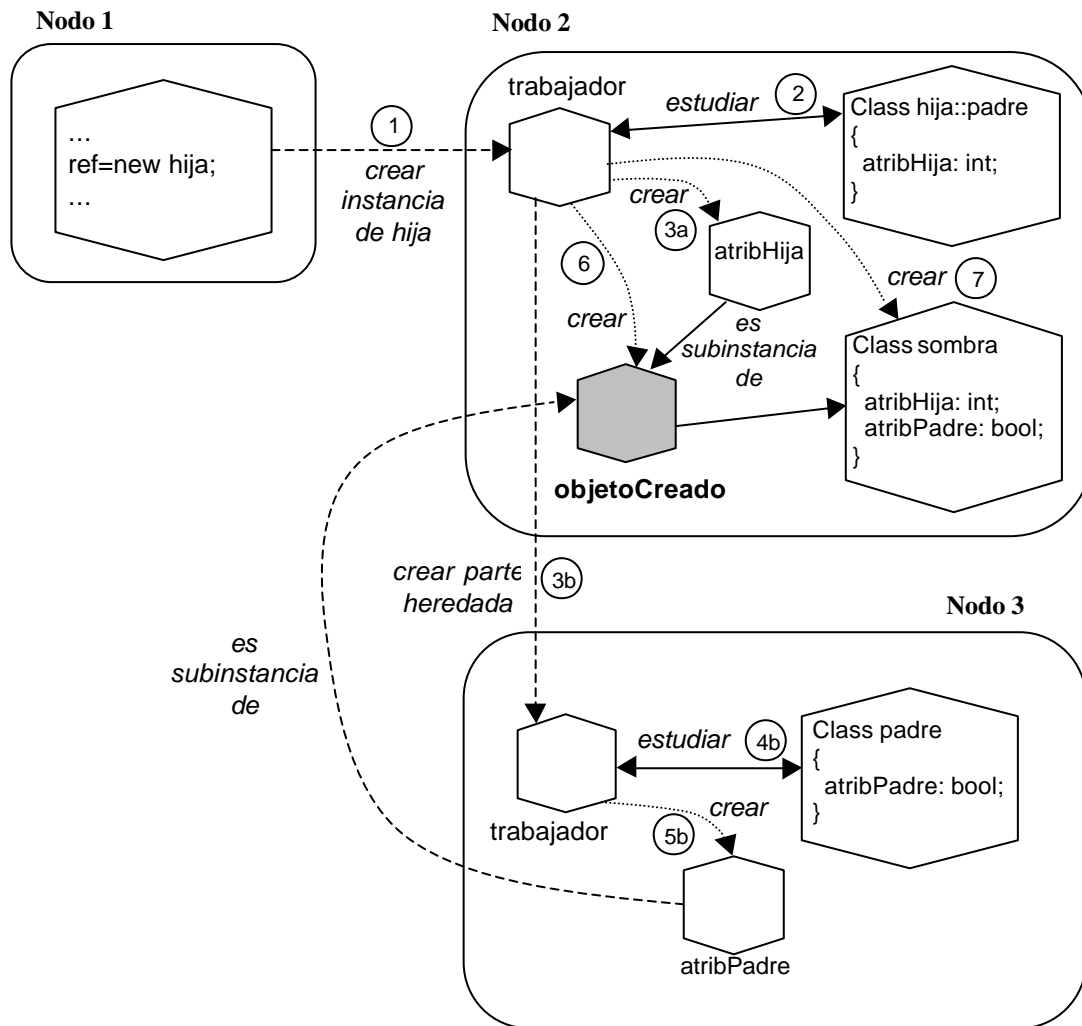 Nodo 1
...
ref=new hija;
...
1
crear
instancia
de hija
Nodo 2
trabajador
estudiar
2
Class hija::padre
{
atribHija: int;
}
crear
3a
atribHija
6
crear
es
subinstancia
de
crear
7
Class sombra
{
atribHija: int;
atribPadre: bool;
}
objetoCreado
crear parte
heredada
3b
es
subinstancia
de
Nodo 3
trabajador
estudiar
4b
Class padre
{
atribPadre: bool;
}
crear
5b
atribPadre